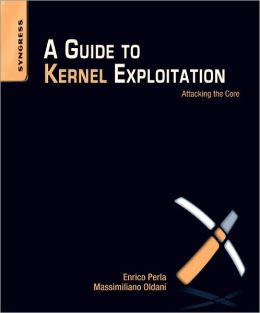 SYNGRESS
A GUIDE TO
KERNEL EXPLOITATION
Attacking the Core
Enrico Perla
Massimiliano Oldani